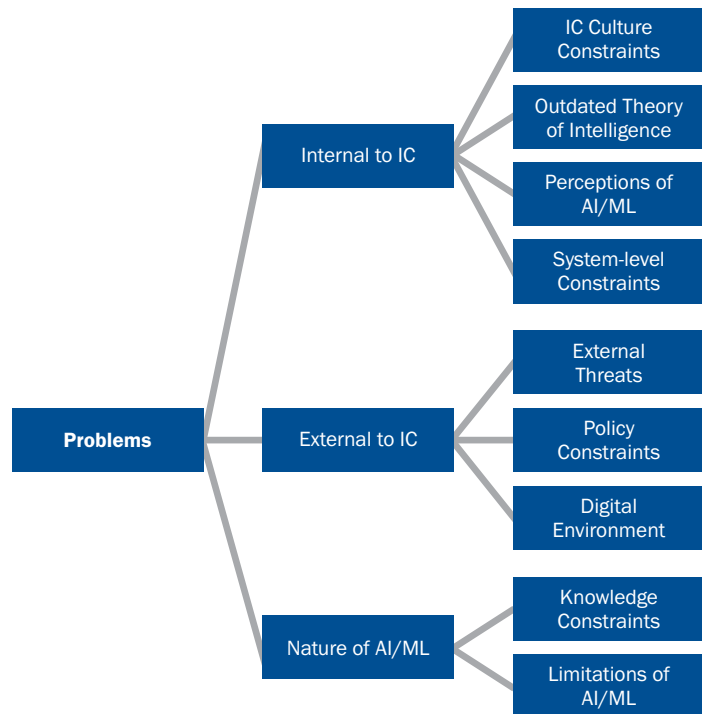 Problems
Internal to IC
IC Culture
Constraints
Outdated Theory
of Intelligence
Perceptions of
AI/ML
System-level
Constraints
External to IC
External
Threats
Policy
Constraints
Digital
Environment
Nature of AI/ML
Knowledge
Constraints
Limitations of
AI/ML